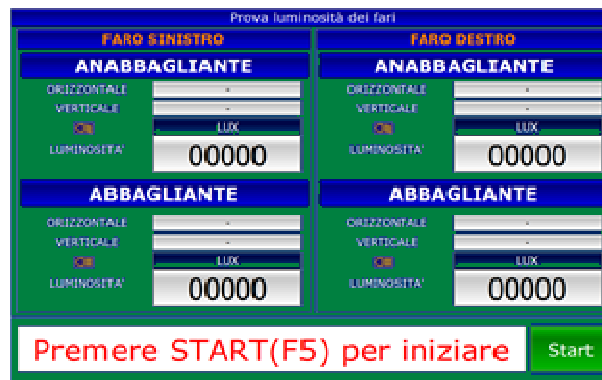 Prova luminosità dei fari
FARO SINISTRO
ANABBAGLIANTE
ORIZZONTALE -
VERTICALE -
LUX
LUMINOSITA' 00000
ABBAGLIANTE
ORIZZONTALE -
VERTICALE -
LUX
LUMINOSITA' 00000
FARO DESTRO
ANABBAGLIANTE
ORIZZONTALE -
VERTICALE -
LUX
LUMINOSITA' 00000
ABBAGLIANTE
ORIZZONTALE -
VERTICALE -
LUX
LUMINOSITA' 00000
Premere START(F5) per iniziare
Start